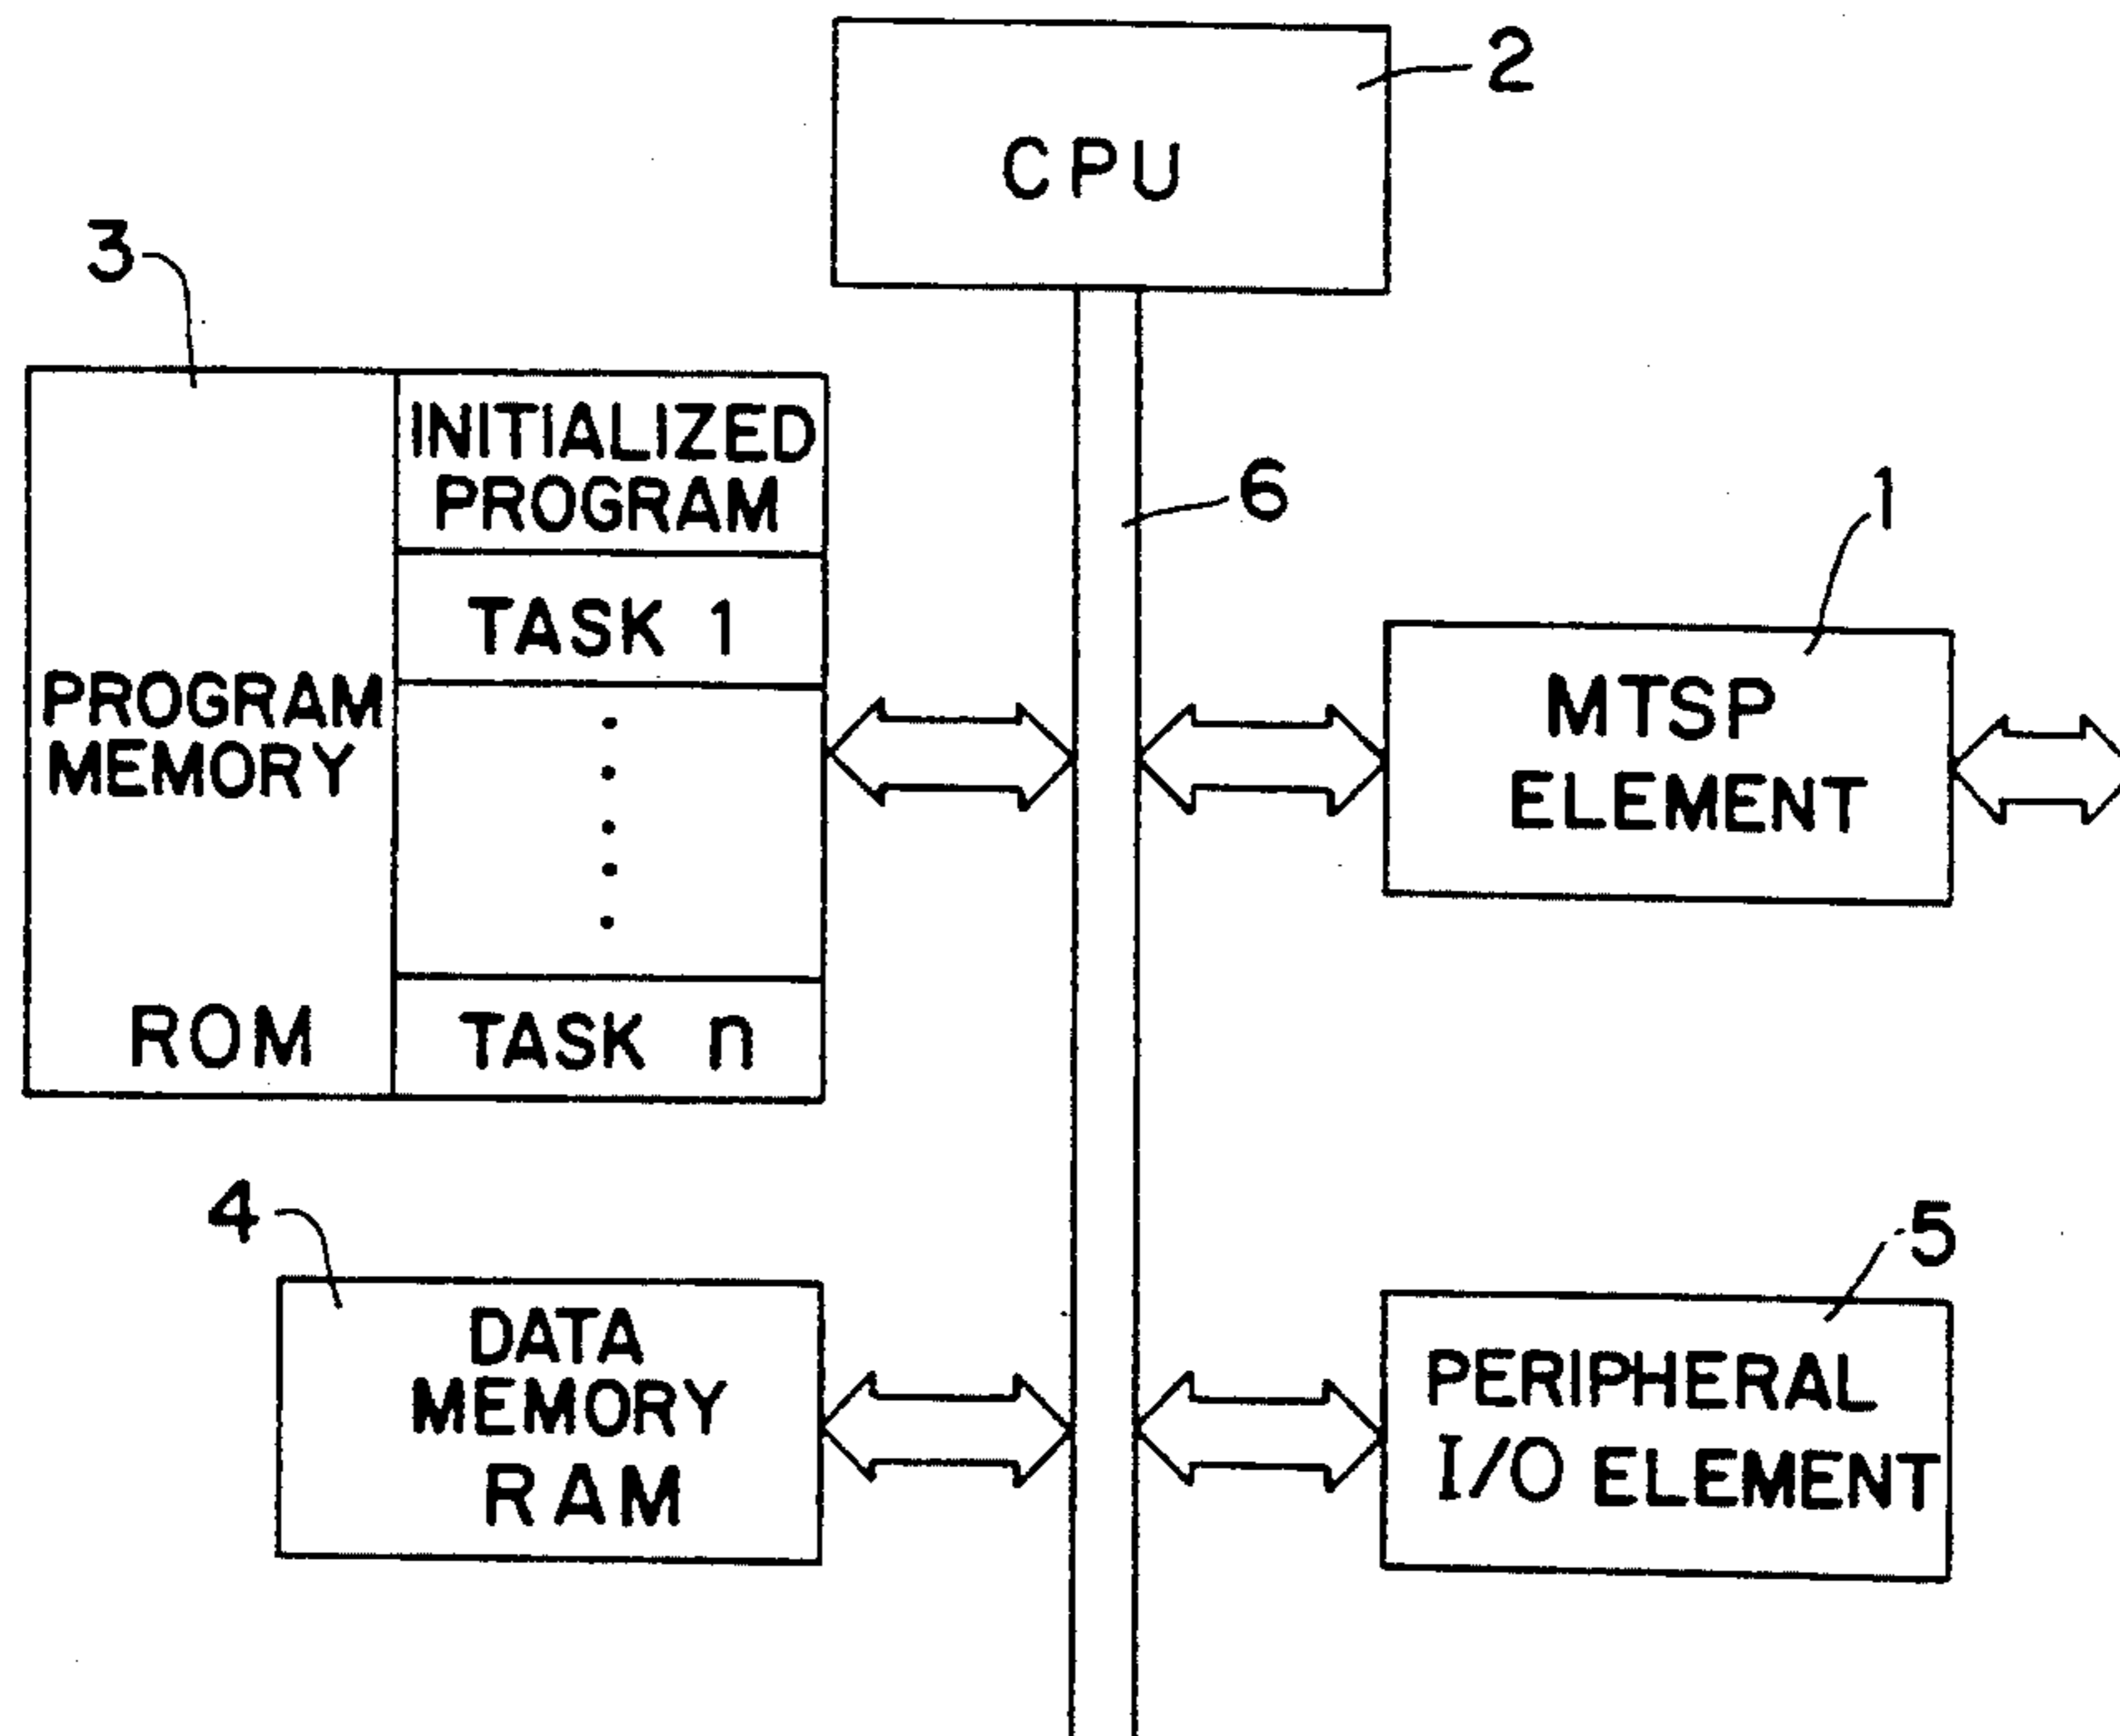 2
CPU
3
INITIALIZED
PROGRAM
6
1
TASK 1
PROGRAM
MEMORY
MTSP
ELEMENT
ROM
TASK n
4
5
DATA
MEMORY
RAM
PERIPHERAL
I/O ELEMENT